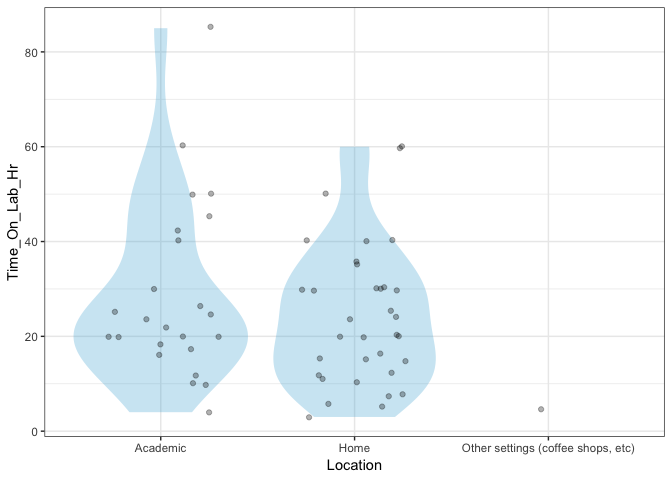 Time_On_Lab_Hr
80
60
40
20
0
Academic
Home
Other settings (coffee shops, etc)
Location